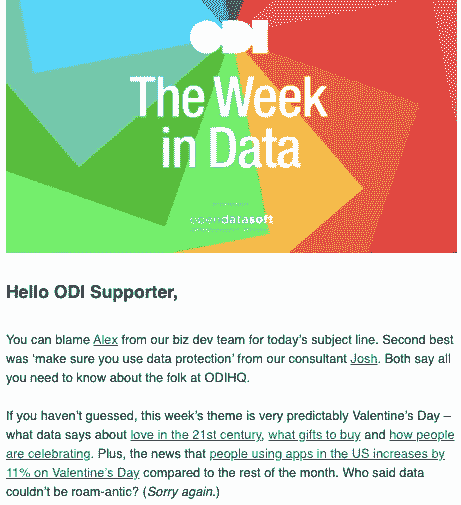 ODI
The Week
in Data
opendatasoft
Hello ODI Supporter,
You can blame Alex from our biz dev team for today's subject line. Second best
was 'make sure you use data protection' from our consultant Josh. Both say all
you need to know about the folk at ODIHQ.
If you haven't guessed, this week's theme is very predictably Valentine's Day –
what data says about love in the 21st century, what gifts to buy and how people
are celebrating. Plus, the news that people using apps in the US increases by
11% on Valentine's Day compared to the rest of the month. Who said data
couldn't be roam-antic? (Sorry again.)